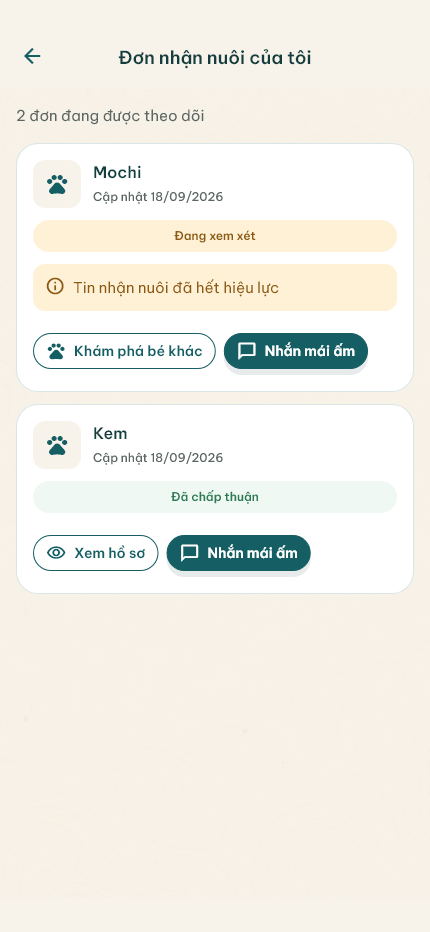 Đơn nhận nuôi của tôi
2 đơn đang được theo dõi
Mochi
Cập nhật 18/09/2026
Đang xem xét
Tin nhận nuôi đã hết hiệu lực
Khám phá bé khác
Nhắn mái ấm
Kem
Cập nhật 18/09/2026
Đã chấp thuận
Xem hồ sơ
Nhắn mái ấm